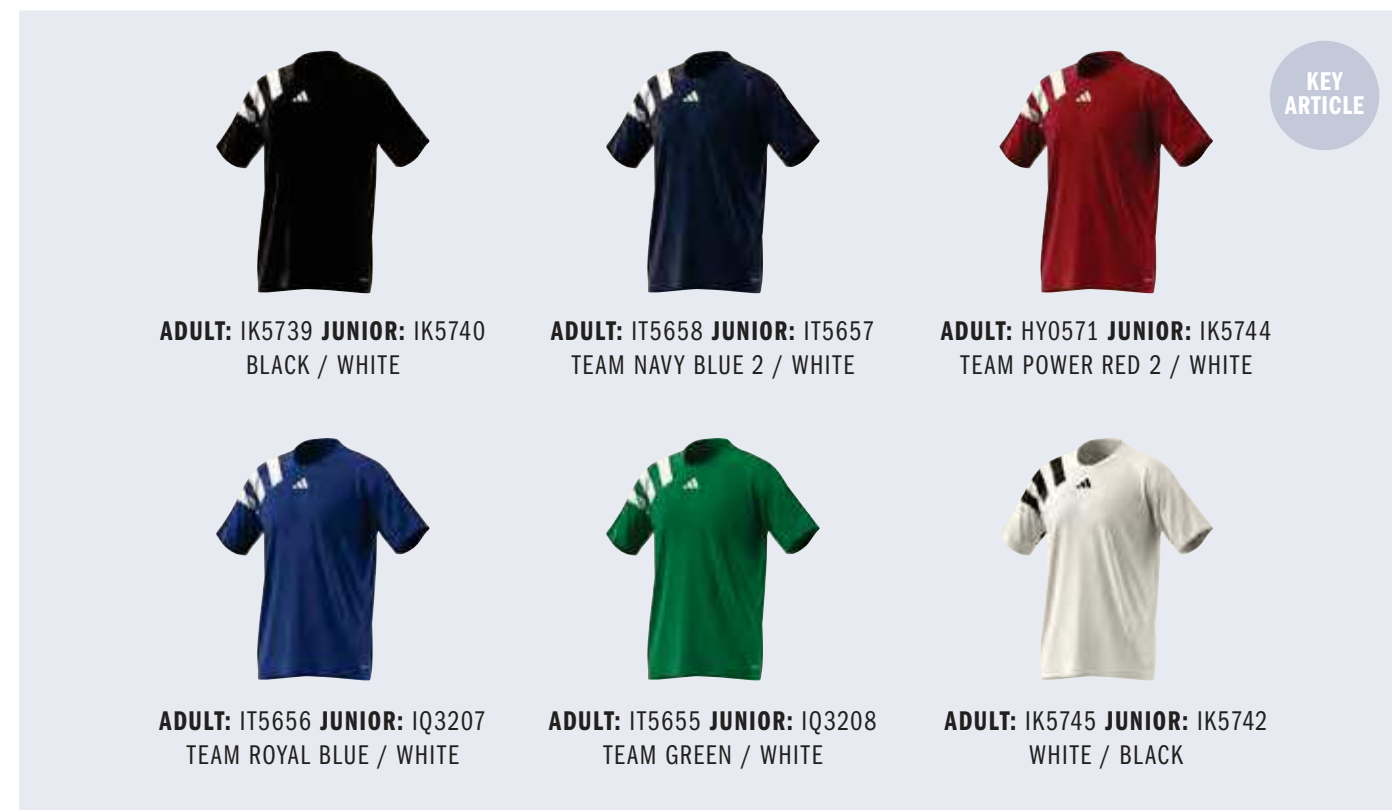 KEY
ARTICLE
ADULT: IK5739 JUNIOR: IK5740
BLACK / WHITE
ADULT: IT5658 JUNIOR: IT5657
TEAM NAVY BLUE 2 / WHITE
ADULT: HY0571 JUNIOR: IK5744
TEAM POWER RED 2 / WHITE
ADULT: IT5656 JUNIOR: IQ3207
TEAM ROYAL BLUE / WHITE
ADULT: IT5655 JUNIOR: IQ3208
TEAM GREEN / WHITE
ADULT: IK5745 JUNIOR: IK5742
WHITE / BLACK